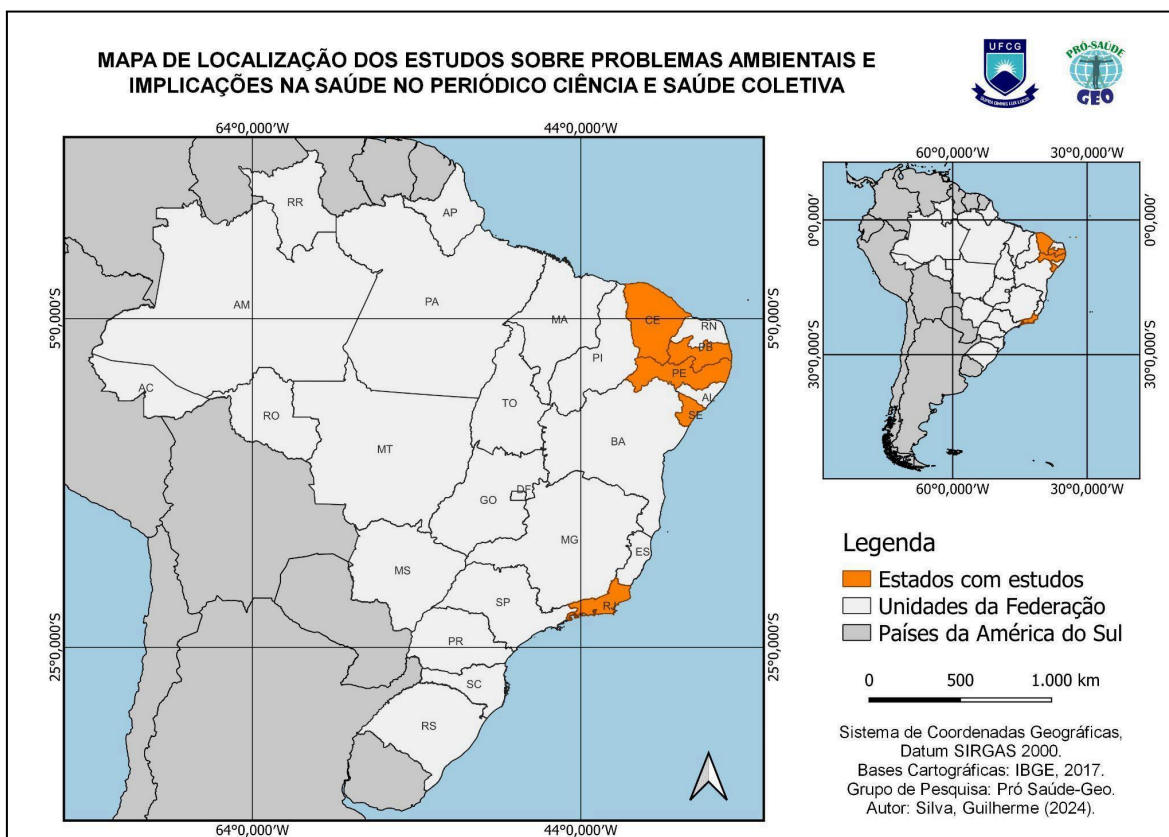 MAPA DE LOCALIZAÇÃO DOS ESTUDOS SOBRE PROBLEMAS AMBIENTAIS E
IMPLICAÇÕES NA SAÚDE NO PERIÓDICO CIÊNCIA E SAÚDE COLETIVA
UFCG
PRÓ-SAÚDE
GEO
64°0,000'W
44°0,000'W
RR
AP
AM
PA
MA
CE
RN
PB
PI
PE
AC
AL
TO
SE
RO
BA
MT
DF
GO
MG
ES
MS
SP
RJ
PR
SC
RS
5°0,000'S
5°0,000'S
25°0,000'S
25°0,000'S
64°0,000'W
44°0,000'W
60°0,000'W
30°0,000'W
0°0,000'
0°0,000'
30°0,000'S
30°0,000'S
60°0,000'W
30°0,000'W
Legenda
Estados com estudos
Unidades da Federação
Países da América do Sul
0
500
1.000 km
Sistema de Coordenadas Geográficas,
Datum SIRGAS 2000.
Bases Cartográficas: IBGE, 2017.
Grupo de Pesquisa: Pró Saúde-Geo.
Autor: Silva, Guilherme (2024).